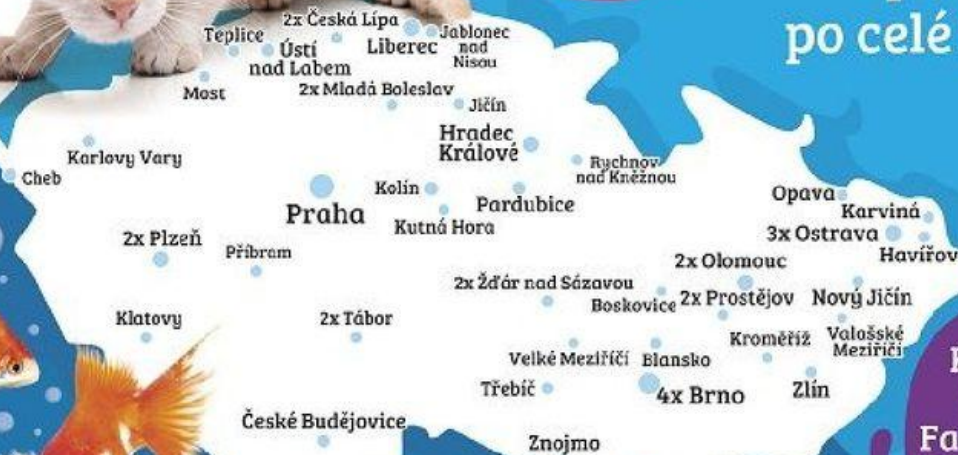 po celé
2x Česká Lípa
Teplice
Ústí
nad Labem
Liberec
Jablonec
nad
Nisou
Most
2x Mladá Boleslav
Jičín
Hradec
Králové
Karlovy Vary
Cheb
Rychnov
nad Kněžnou
Kolín
Praha
Pardubice
Kutná Hora
Opava
Karviná
3x Ostrava
Havířov
2x Plzeň
Příbram
2x Olomouc
2x Žďár nad Sázavou
Boskovice
2x Prostějov
Nový Jičín
Klatovy
2x Tábor
Kroměříž
Valošské
Meziříčí
Velké Meziříčí
Blansko
Třebíč
4x Brno
Zlín
České Budějovice
Znojmo